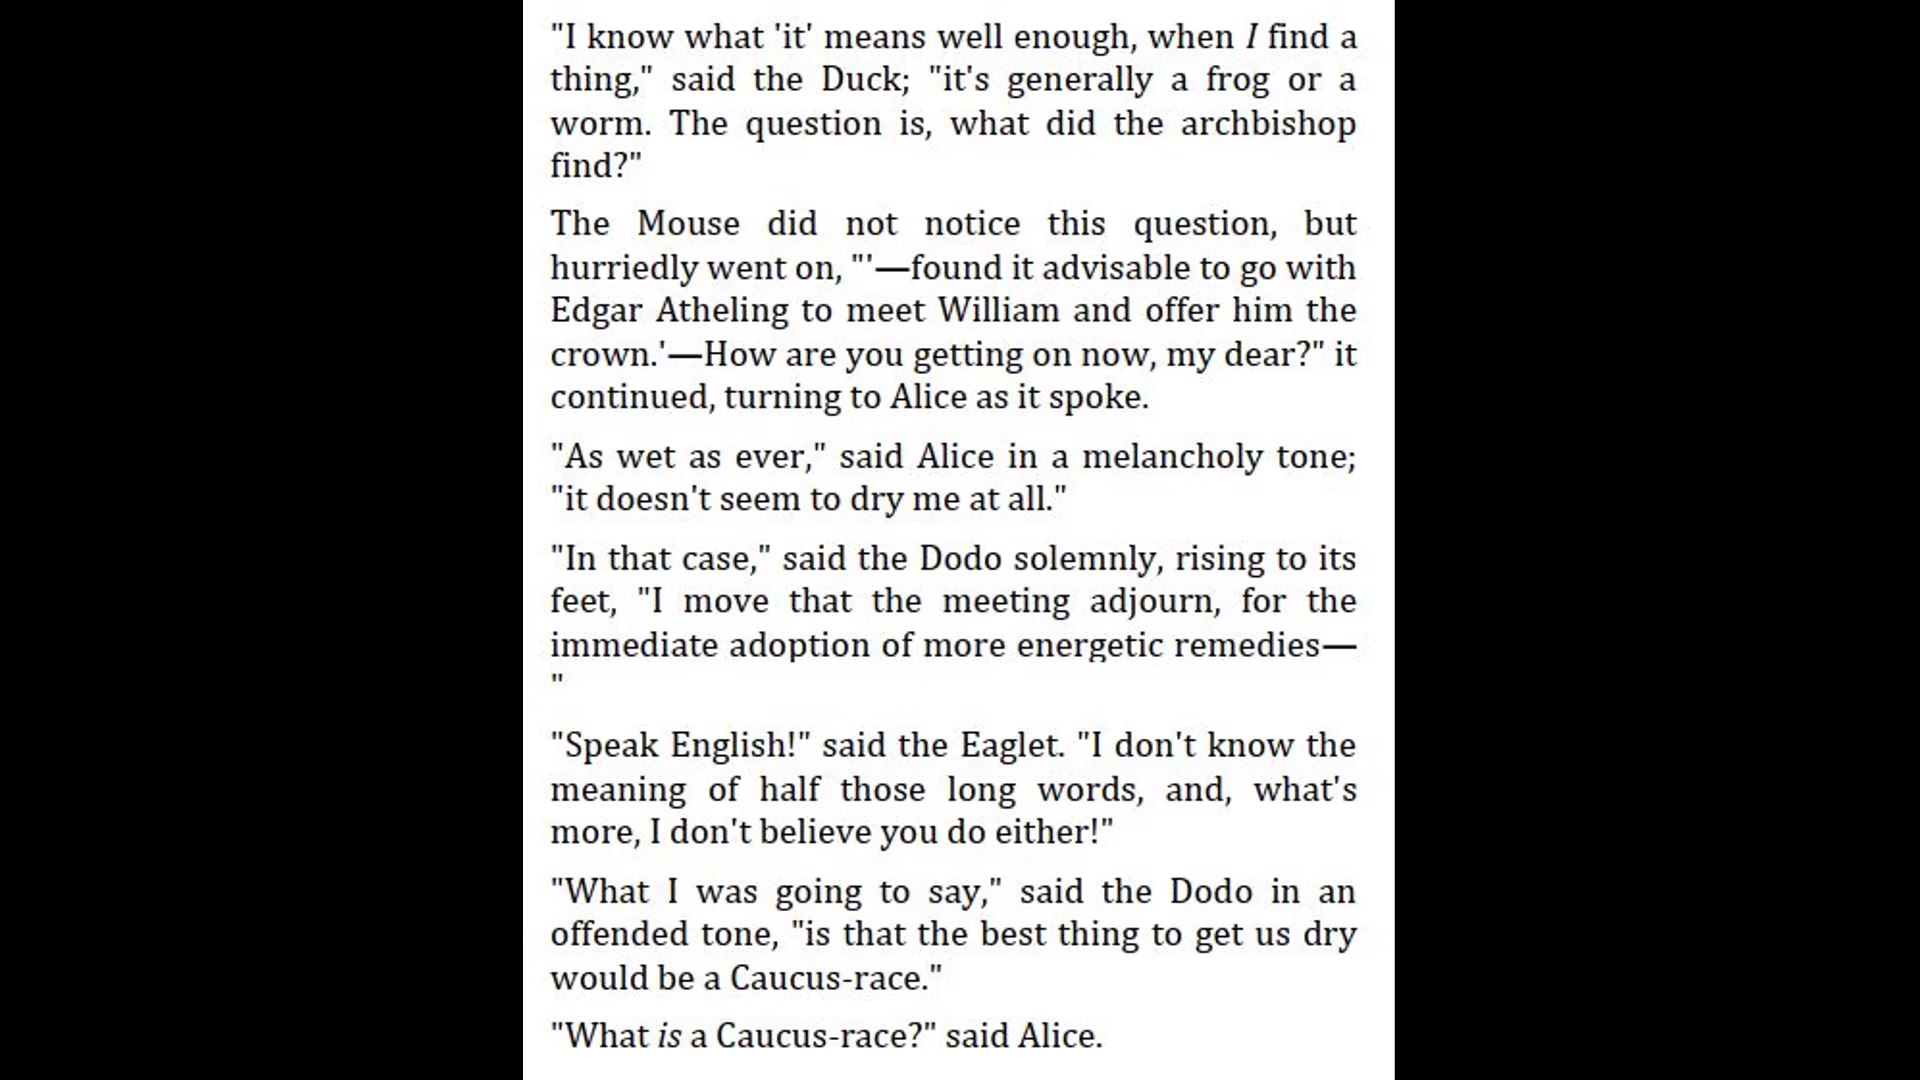 "I know what 'it' means well enough, when I find a
thing," said the Duck; "it's generally a frog or a
worm. The question is, what did the archbishop
find?"
The Mouse did not notice this question, but
hurriedly went on, "'—found it advisable to go with
Edgar Atheling to meet William and offer him the
crown.'—How are you getting on now, my dear?" it
continued, turning to Alice as it spoke.
"As wet as ever," said Alice in a melancholy tone;
"it doesn't seem to dry me at all."
"In that case," said the Dodo solemnly, rising to its
feet, "I move that the meeting adjourn, for the
immediate adoption of more energetic remedies—
"
"Speak English!" said the Eaglet. "I don't know the
meaning of half those long words, and, what's
more, I don't believe you do either!"
"What I was going to say," said the Dodo in an
offended tone, "is that the best thing to get us dry
would be a Caucus-race."
"What is a Caucus-race?" said Alice.